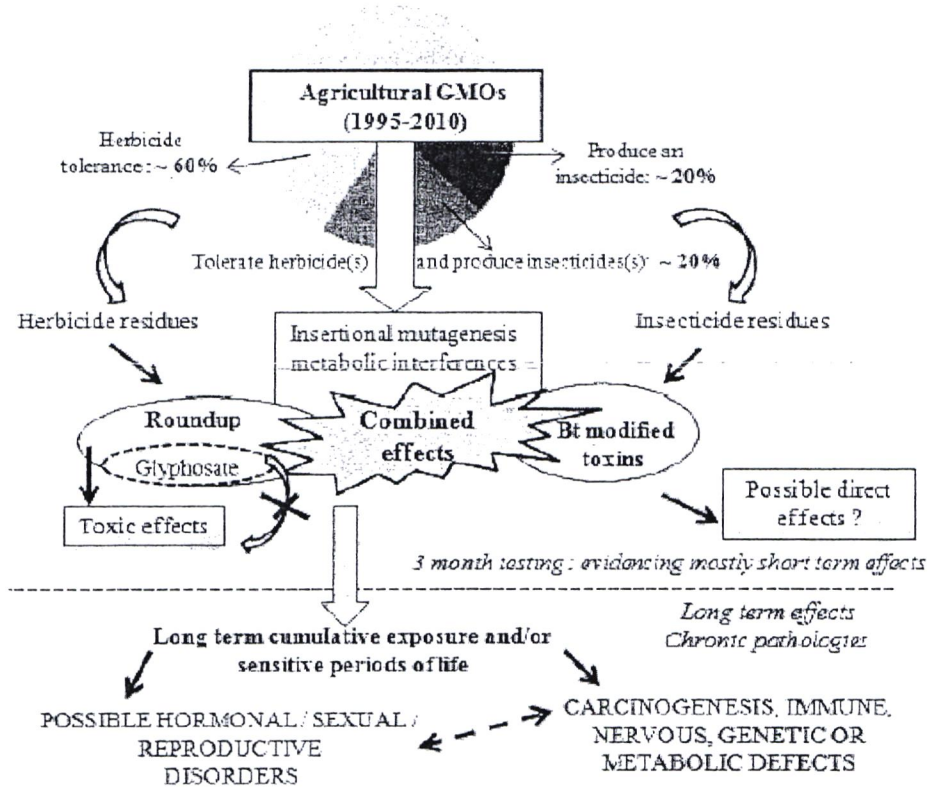 Agricultural GMOs
(1995-2010)
Herbicide
tolerance: ~ 60%
Produce an
insecticide: ~ 20%
Tolerate herbicide(s) and produce insecticides(s) ~ 20%
Herbicide residues
Insecticide residues
Insertional mutagenesis
metabolic interferences
Roundup
Glyphosate
Combined
effects
Bt modified
toxins
Toxic effects
Possible direct
effects ?
3 month testing : evidencing mostly short term effects
Long term effects
Chronic pathologies
Long term cumulative exposure and/or
sensitive periods of life
POSSIBLE HORMONAL / SEXUAL /
REPRODUCTIVE
DISORDERS
CARCINOGENESIS, IMMUNE,
NERVOUS, GENETIC OR
METABOLIC DEFECTS